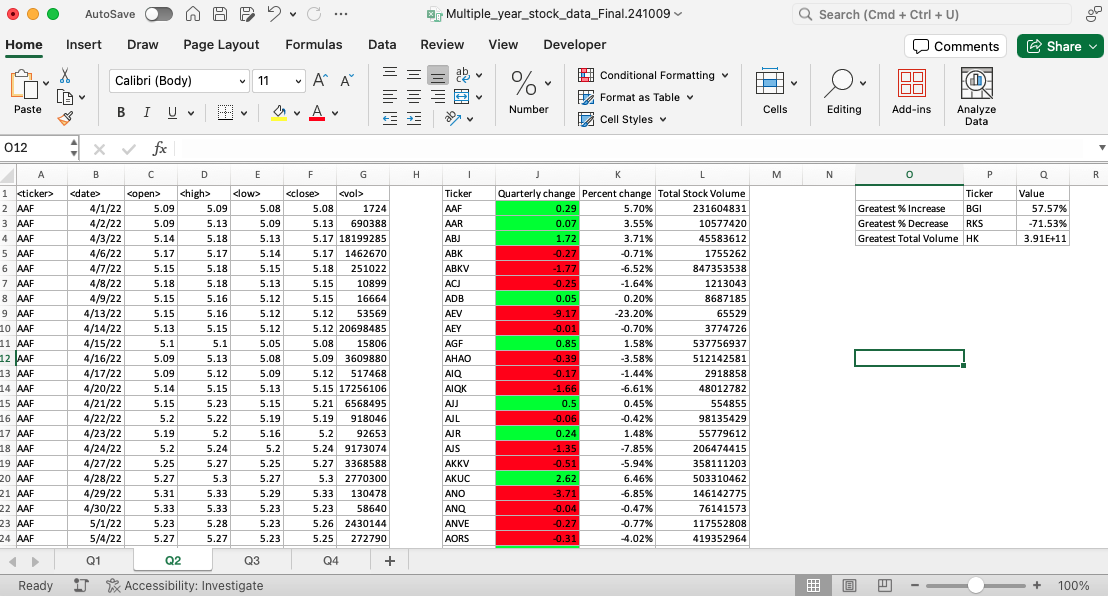 AutoSave Multiple_year_stock_data_Final.241009 Search (Cmd + Ctrl + U)
Home Insert Draw Page Layout Formulas Data Review View Developer Comments Share
Calibri (Body) 11 A A ab % Conditional Formatting
Paste B I U A Number Format as Table Cells Editing Add-ins Analyze Data
Cell Styles
O12 fx
A B C D E F G H I J K L M N O P Q R
1 <ticker> <date> <open> <high> <low> <close> <vol> Ticker Quarterly change Percent change Total Stock Volume Ticker Value
2 AAF 4/1/22 5.09 5.09 5.08 5.08 1724 AAF 0.29 5.70% 231604831 Greatest % Increase BGI 57.57%
3 AAF 4/2/22 5.09 5.13 5.09 5.13 690388 AAR 0.07 3.55% 10577420 Greatest % Decrease RKS -71.53%
4 AAF 4/3/22 5.14 5.18 5.13 5.17 18199285 ABJ 1.72 3.71% 45583612 Greatest Total Volume HK 3.91E+11
5 AAF 4/6/22 5.17 5.17 5.14 5.17 1462670 ABK -0.27 -0.71% 1755262
6 AAF 4/7/22 5.15 5.18 5.15 5.18 251022 ABKV -1.77 -6.52% 847353538
7 AAF 4/8/22 5.18 5.18 5.13 5.15 10899 ACJ -0.25 -1.64% 1213043
8 AAF 4/9/22 5.15 5.16 5.12 5.15 16664 ADB 0.05 0.20% 8687185
9 AAF 4/13/22 5.15 5.16 5.12 5.12 53569 AEV -9.17 -23.20% 65529
10 AAF 4/14/22 5.13 5.15 5.12 5.12 20698485 AEY -0.01 -0.70% 3774726
11 AAF 4/15/22 5.1 5.1 5.05 5.08 15806 AGF 0.85 1.58% 537756937
12 AAF 4/16/22 5.09 5.13 5.08 5.09 3609880 AHAO -0.39 -3.58% 512142581
13 AAF 4/17/22 5.09 5.12 5.09 5.12 517468 AIQ -0.17 -1.44% 2918858
14 AAF 4/20/22 5.14 5.15 5.13 5.15 17256106 AIQK -1.66 -6.61% 48012782
15 AAF 4/21/22 5.15 5.23 5.15 5.21 6568495 AJJ 0.5 0.45% 554855
16 AAF 4/22/22 5.2 5.22 5.19 5.19 918046 AJL -0.06 -0.42% 98135429
17 AAF 4/23/22 5.19 5.2 5.16 5.2 92653 AJR 0.24 1.48% 55779612
18 AAF 4/24/22 5.2 5.24 5.2 5.24 9173074 AJS -1.35 -7.85% 206474415
19 AAF 4/27/22 5.25 5.27 5.25 5.27 3368588 AKKV -0.51 -5.94% 358111203
20 AAF 4/28/22 5.27 5.3 5.27 5.3 2770300 AKUC 2.62 6.46% 503310462
21 AAF 4/29/22 5.31 5.33 5.29 5.33 130478 ANO -3.71 -6.85% 146142775
22 AAF 4/30/22 5.33 5.33 5.23 5.23 58640 ANQ -0.04 -0.47% 76141573
23 AAF 5/1/22 5.23 5.28 5.23 5.26 2430144 ANVE -0.27 -0.77% 117552808
24 AAF 5/4/22 5.27 5.27 5.23 5.25 272790 AORS -0.31 -4.02% 419352964
Q1 Q2 Q3 Q4 +
Ready Accessibility: Investigate 100%